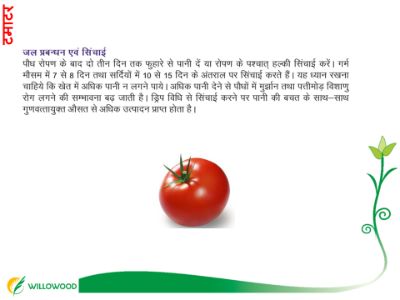 टमाटर
जल प्रबन्धन एवं सिंचाई
पौध रोपण के बाद दो तीन दिन तक फुहारे से पानी दें या रोपण के पश्चात् हल्की सिंचाई करें। गर्म
मौसम में 7 से 8 दिन तथा सर्दियों में 10 से 15 दिन के अंतराल पर सिंचाई करते हैं। यह ध्यान रखना
चाहिये कि खेत में अधिक पानी न लगने पाये। अधिक पानी देने से पौधों में मुर्झान तथा पत्तीमोड़ विशाणु
रोग लगने की सम्भावना बढ़ जाती है। ड्रिप विधि से सिंचाई करने पर पानी की बचत के साथ–साथ
गुणवत्तायुक्त औसत से अधिक उत्पादन प्राप्त होता है।
WILLOWOOD